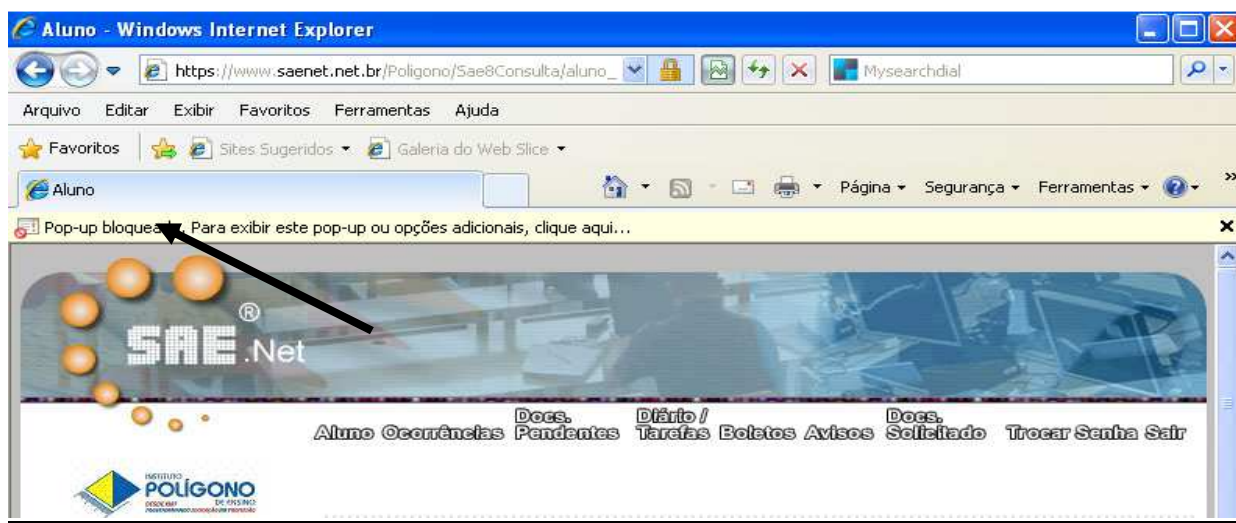 Aluno - Windows Internet Explorer
https://www.saenet.net.br/Poligono/Sae8Consulta/aluno_ Mysearchdial
Arquivo Editar Exibir Favoritos Ferramentas Ajuda
Favoritos Sites Sugeridos Galeria do Web Slice
Aluno Página Segurança Ferramentas »
Pop-up Para exibir este pop-up ou opções adicionais, clique aqui...
SAE ® .Net
Docs. Diário / Docs.
Aluno Ocorrências Pendentes Tarefas Boletos Avisos Solicitado Trocar Senha Sair
INSTITUTO
POLÍGONO
DE ENSINO